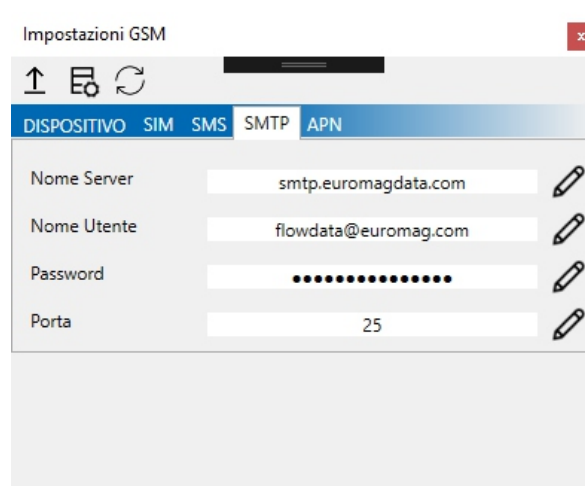 Impostazioni GSM
x
DISPOSITIVO SIM SMS SMTP APN
Nome Server smtp.euromagdata.com
Nome Utente flowdata@euromag.com
Password •••••••••••••••
Porta 25